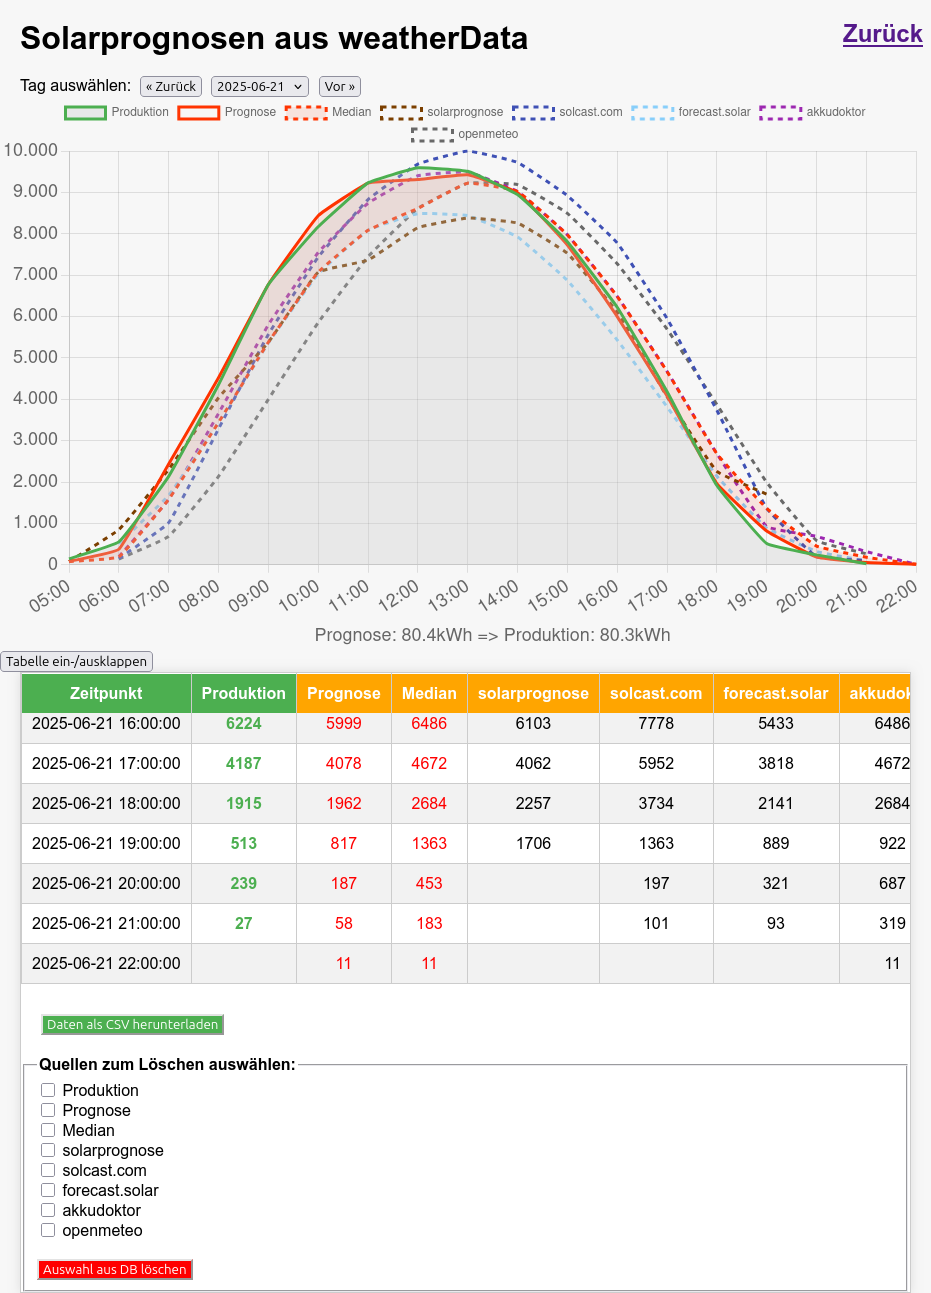 Solarprognosen aus weatherData
Zurück
Tag auswählen: « Zurück 2025-06-21 Vor »
Produktion Prognose Median solarprognose solcast.com forecast.solar akkudoktor
openmeteo
10.000
9.000
8.000
7.000
6.000
5.000
4.000
3.000
2.000
1.000
0
05:00 06:00 07:00 08:00 09:00 10:00 11:00 12:00 13:00 14:00 15:00 16:00 17:00 18:00 19:00 20:00 21:00 22:00
Prognose: 80.4kWh => Produktion: 80.3kWh
Tabelle ein-/ausklappen
Zeitpunkt Produktion Prognose Median solarprognose solcast.com forecast.solar akkudok
2025-06-21 16:00:00 6224 5999 6486 6103 7778 5433 6486
2025-06-21 17:00:00 4187 4078 4672 4062 5952 3818 4672
2025-06-21 18:00:00 1915 1962 2684 2257 3734 2141 2684
2025-06-21 19:00:00 513 817 1363 1706 1363 889 922
2025-06-21 20:00:00 239 187 453 197 321 687
2025-06-21 21:00:00 27 58 183 101 93 319
2025-06-21 22:00:00 11 11 11
Daten als CSV herunterladen
Quellen zum Löschen auswählen:
Produktion
Prognose
Median
solarprognose
solcast.com
forecast.solar
akkudoktor
openmeteo
Auswahl aus DB löschen